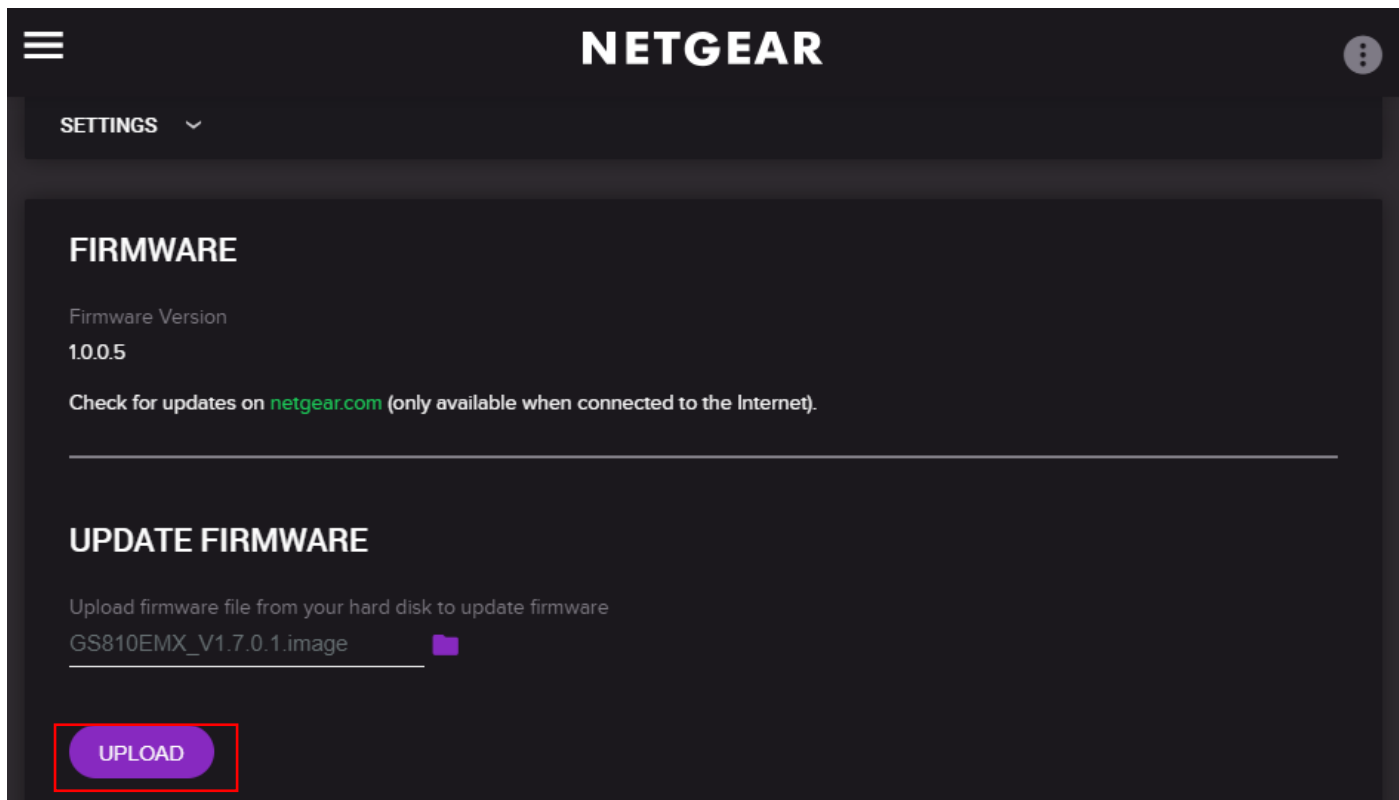 NETGEAR
SETTINGS
FIRMWARE
Firmware Version
1.0.0.5
Check for updates on netgear.com (only available when connected to the Internet).
UPDATE FIRMWARE
Upload firmware file from your hard disk to update firmware
GS810EMX_V1.7.0.1.image
UPLOAD